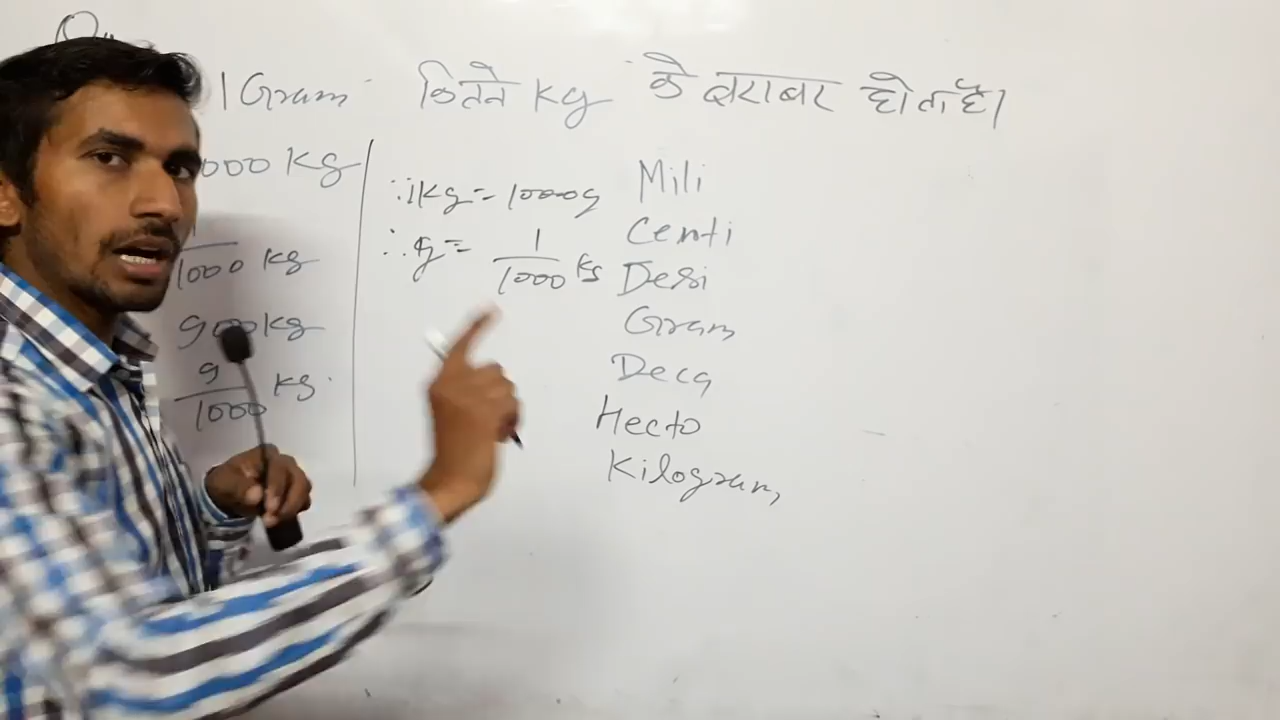 1 Gram कितने kg के बराबर होता है।
000 kg
1000 kg
900 kg
9
1000 kg
∵ 1kg = 1000g
∴ g = 1
1000 kg
Mili
Centi
Desi
Gram
Deca
Hecto
Kilogram,